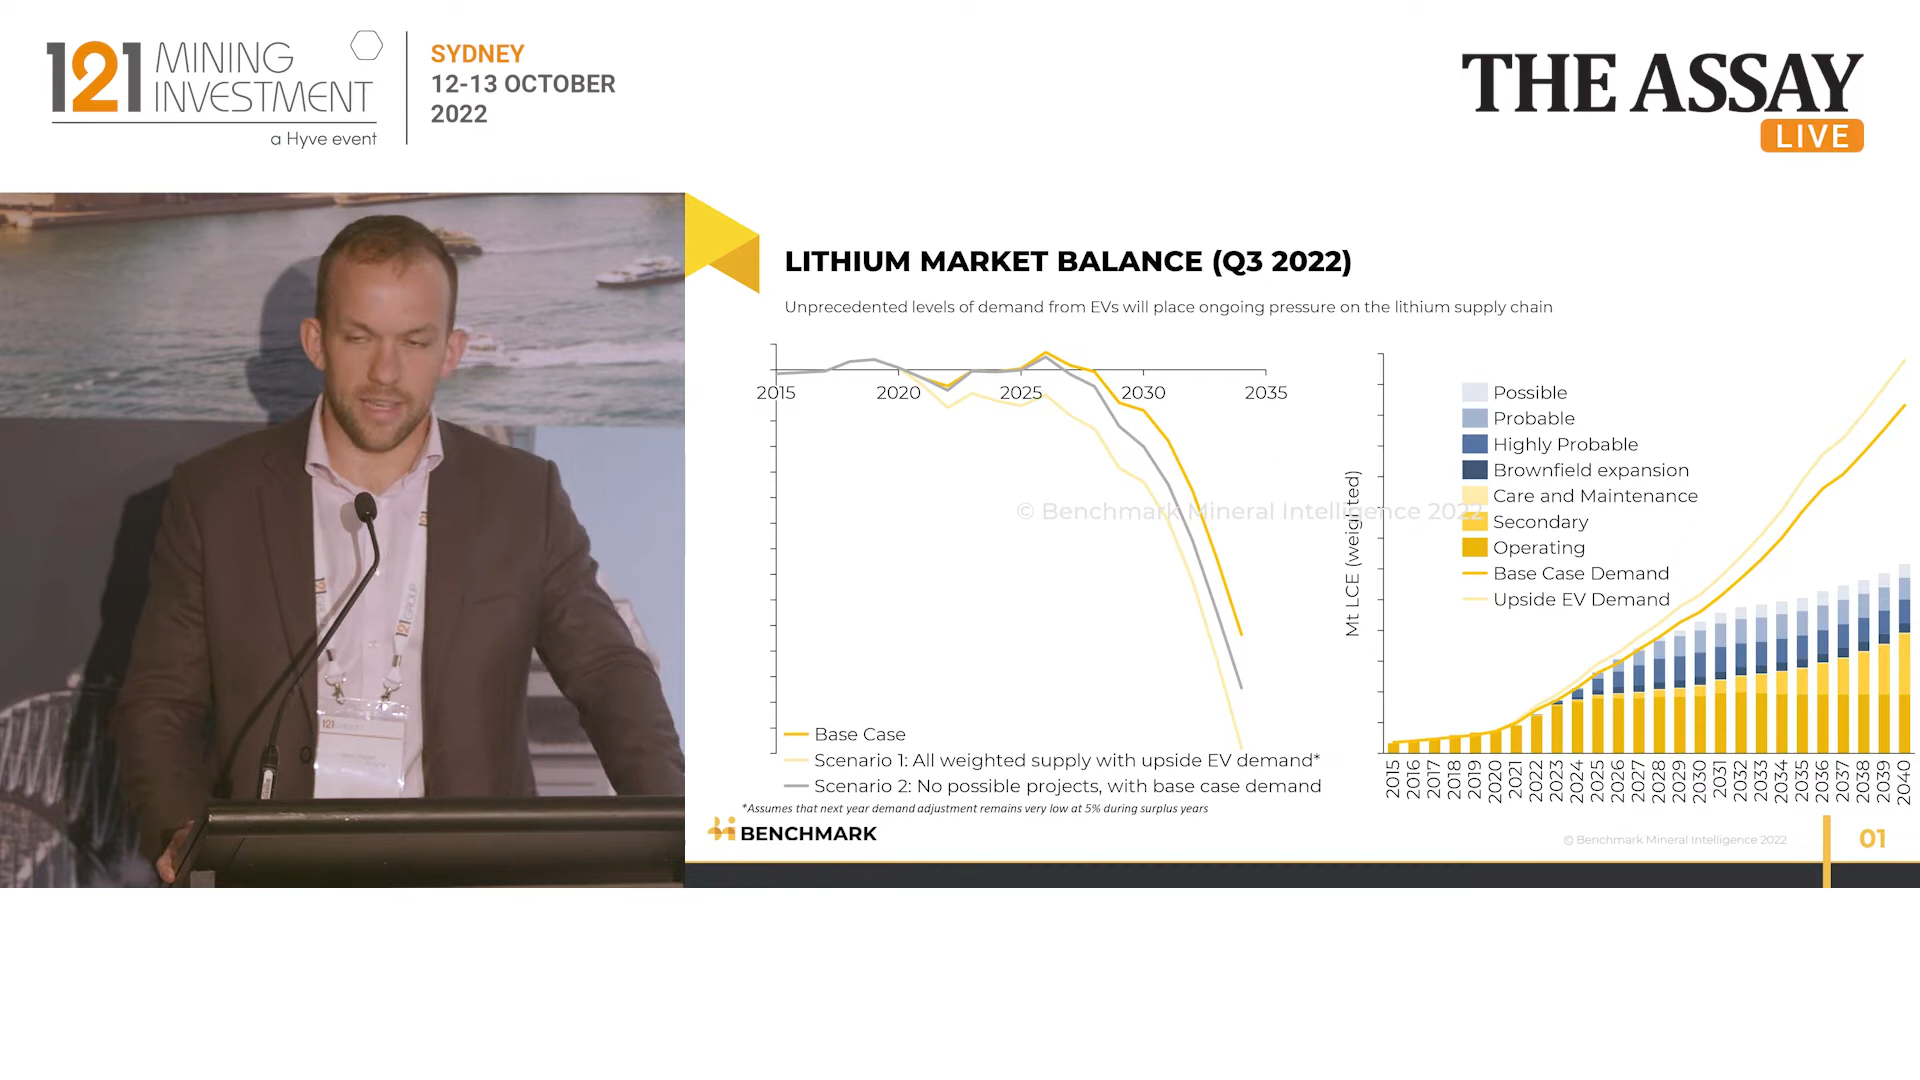 121 MINING
INVESTMENT
a Hyve event
SYDNEY
12-13 OCTOBER
2022
THE ASSAY
LIVE
121
LITHIUM MARKET BALANCE (Q3 2022)
Unprecedented levels of demand from EVs will place ongoing pressure on the lithium supply chain
2015 2020 2025 2030 2035
Base Case
Scenario 1: All weighted supply with upside EV demand*
Scenario 2: No possible projects, with base case demand
*Assumes that next year demand adjustment remains very low at 5% during surplus years
© Benchmark Mineral Intelligence 2022
Mt LCE (weighted)
Possible
Probable
Highly Probable
Brownfield expansion
Care and Maintenance
Secondary
Operating
Base Case Demand
Upside EV Demand
2015 2016 2017 2018 2019 2020 2021 2022 2023 2024 2025 2026 2027 2028 2029 2030 2031 2032 2033 2034 2035 2036 2037 2038 2039 2040
BENCHMARK
© Benchmark Mineral Intelligence 2022
01